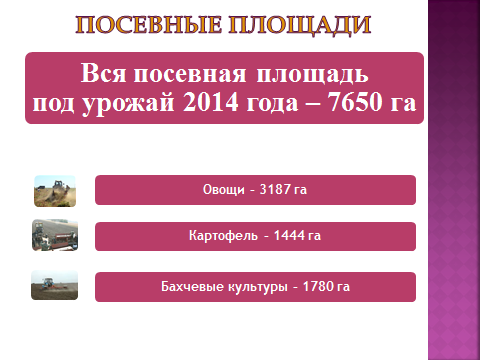 ПОСЕВНЫЕ ПЛОЩАДИ
Вся посевная площадь
под урожай 2014 года – 7650 га
Овощи – 3187 га
Картофель – 1444 га
Бахчевые культуры – 1780 га